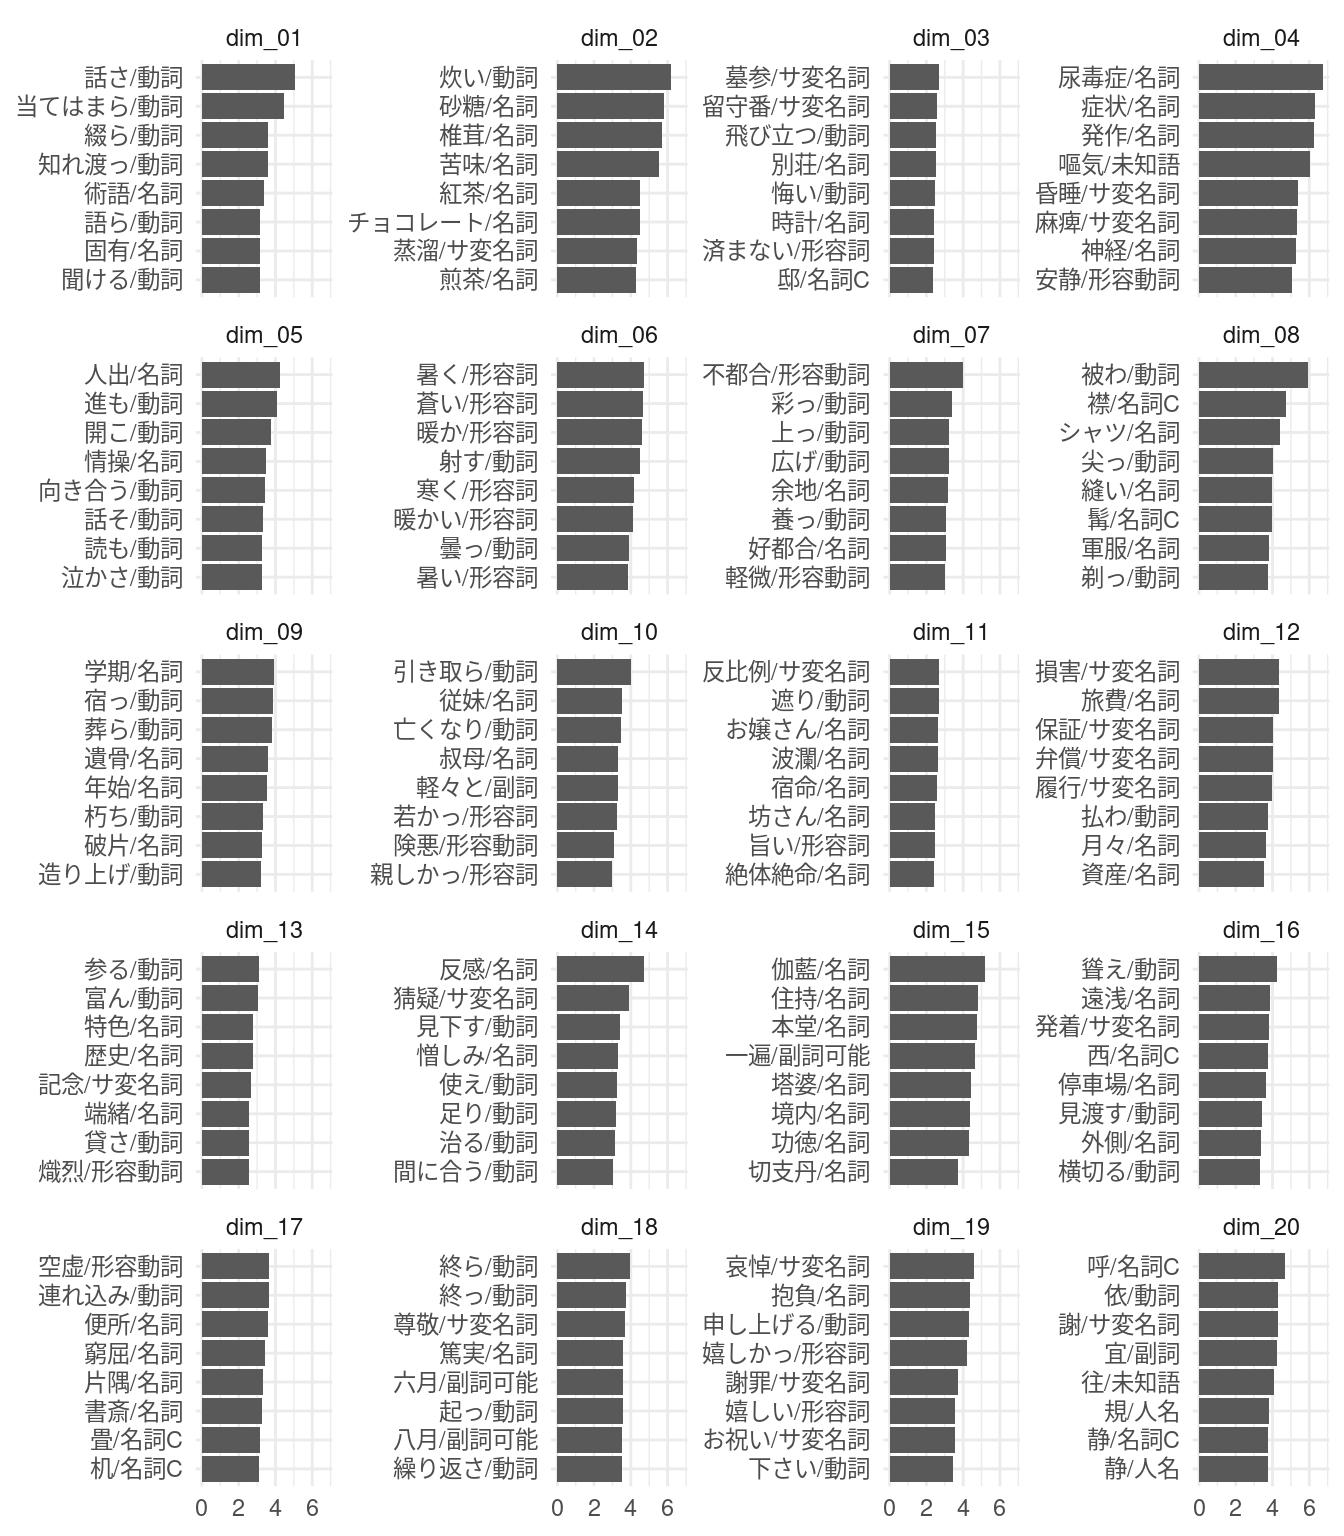 dim_01
話さ/動詞
当てはまら/動詞
綴ら/動詞
知れ渡っ/動詞
術語/名詞
語ら/動詞
固有/名詞
聞ける/動詞
dim_02
炊い/動詞
砂糖/名詞
椎茸/名詞
苦味/名詞
紅茶/名詞
チョコレート/名詞
蒸溜/サ変名詞
煎茶/名詞
dim_03
墓参/サ変名詞
留守番/サ変名詞
飛び立つ/動詞
別荘/名詞
悔い/動詞
時計/名詞
済まない/形容詞
邸/名詞C
dim_04
尿毒症/名詞
症状/名詞
発作/名詞
嘔気/未知語
昏睡/サ変名詞
麻痺/サ変名詞
神経/名詞
安静/形容動詞
dim_05
人出/名詞
進も/動詞
開こ/動詞
情操/名詞
向き合う/動詞
話そ/動詞
読も/動詞
泣かさ/動詞
dim_06
暑く/形容詞
蒼い/形容詞
暖か/形容詞
射す/動詞
寒く/形容詞
暖かい/形容詞
曇っ/動詞
暑い/形容詞
dim_07
不都合/形容動詞
彩っ/動詞
上っ/動詞
広げ/動詞
余地/名詞
養っ/動詞
好都合/名詞
軽微/形容動詞
dim_08
被わ/動詞
襟/名詞C
シャツ/名詞
尖っ/動詞
縫い/名詞
髯/名詞C
軍服/名詞
剃っ/動詞
dim_09
学期/名詞
宿っ/動詞
葬ら/動詞
遺骨/名詞
年始/名詞
朽ち/動詞
破片/名詞
造り上げ/動詞
dim_10
引き取ら/動詞
従妹/名詞
亡くなり/動詞
叔母/名詞
軽々と/副詞
若かっ/形容詞
険悪/形容動詞
親しかっ/形容詞
dim_11
反比例/サ変名詞
遮り/動詞
お嬢さん/名詞
波瀾/名詞
宿命/名詞
坊さん/名詞
旨い/形容詞
絶体絶命/名詞
dim_12
損害/サ変名詞
旅費/名詞
保証/サ変名詞
弁償/サ変名詞
履行/サ変名詞
払わ/動詞
月々/名詞
資産/名詞
dim_13
参る/動詞
富ん/動詞
特色/名詞
歴史/名詞
記念/サ変名詞
端緒/名詞
貸さ/動詞
熾烈/形容動詞
dim_14
反感/名詞
猜疑/サ変名詞
見下す/動詞
憎しみ/名詞
使え/動詞
足り/動詞
治る/動詞
間に合う/動詞
dim_15
伽藍/名詞
住持/名詞
本堂/名詞
一遍/副詞可能
塔婆/名詞
境内/名詞
功徳/名詞
切支丹/名詞
dim_16
聳え/動詞
遠浅/名詞
発着/サ変名詞
西/名詞C
停車場/名詞
見渡す/動詞
外側/名詞
横切る/動詞
dim_17
空虚/形容動詞
連れ込み/動詞
便所/名詞
窮屈/名詞
片隅/名詞
書斎/名詞
畳/名詞C
机/名詞C
0 2 4 6
dim_18
終ら/動詞
終っ/動詞
尊敬/サ変名詞
篤実/名詞
六月/副詞可能
起っ/動詞
八月/副詞可能
繰り返さ/動詞
0 2 4 6
dim_19
哀悼/サ変名詞
抱負/名詞
申し上げる/動詞
嬉しかっ/形容詞
謝罪/サ変名詞
嬉しい/形容詞
お祝い/サ変名詞
下さい/動詞
0 2 4 6
dim_20
呼/名詞C
依/動詞
謝/サ変名詞
宜/副詞
往/未知語
規/人名
静/名詞C
静/人名
0 2 4 6